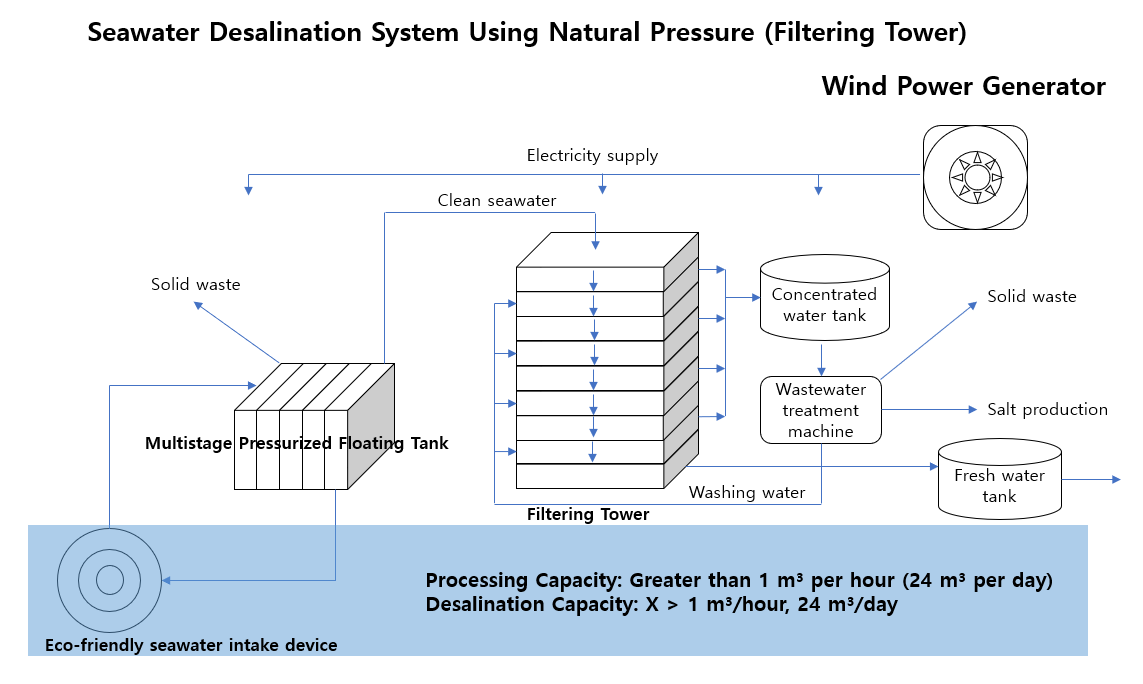 Seawater Desalination System Using Natural Pressure (Filtering Tower)
Wind Power Generator
Electricity supply
Clean seawater
Solid waste
Concentrated
water tank
Solid waste
Wastewater
treatment
machine
Salt production
Multistage Pressurized Floating Tank
Fresh water
tank
Washing water
Filtering Tower
Processing Capacity: Greater than 1 m³ per hour (24 m³ per day)
Desalination Capacity: X > 1 m³/hour, 24 m³/day
Eco-friendly seawater intake device